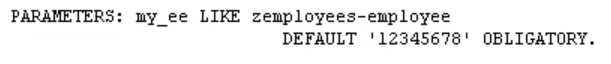 PARAMETERS: my_ee LIKE zemployees-employee
DEFAULT '12345678' OBLIGATORY.